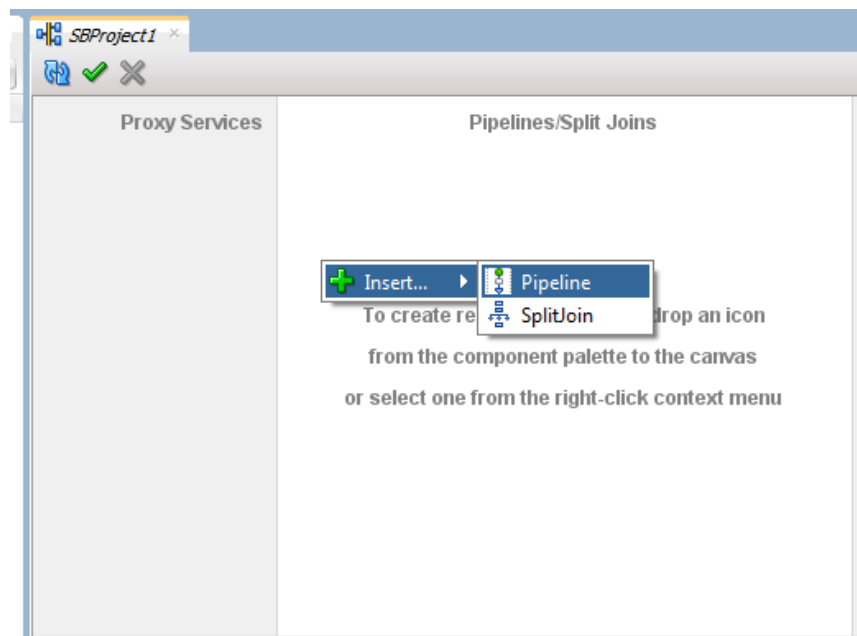 SBProject1
Proxy Services
Pipelines/Split Joins
Insert...
Pipeline
SplitJoin
To create re drop an icon
from the component palette to the canvas
or select one from the right-click context menu